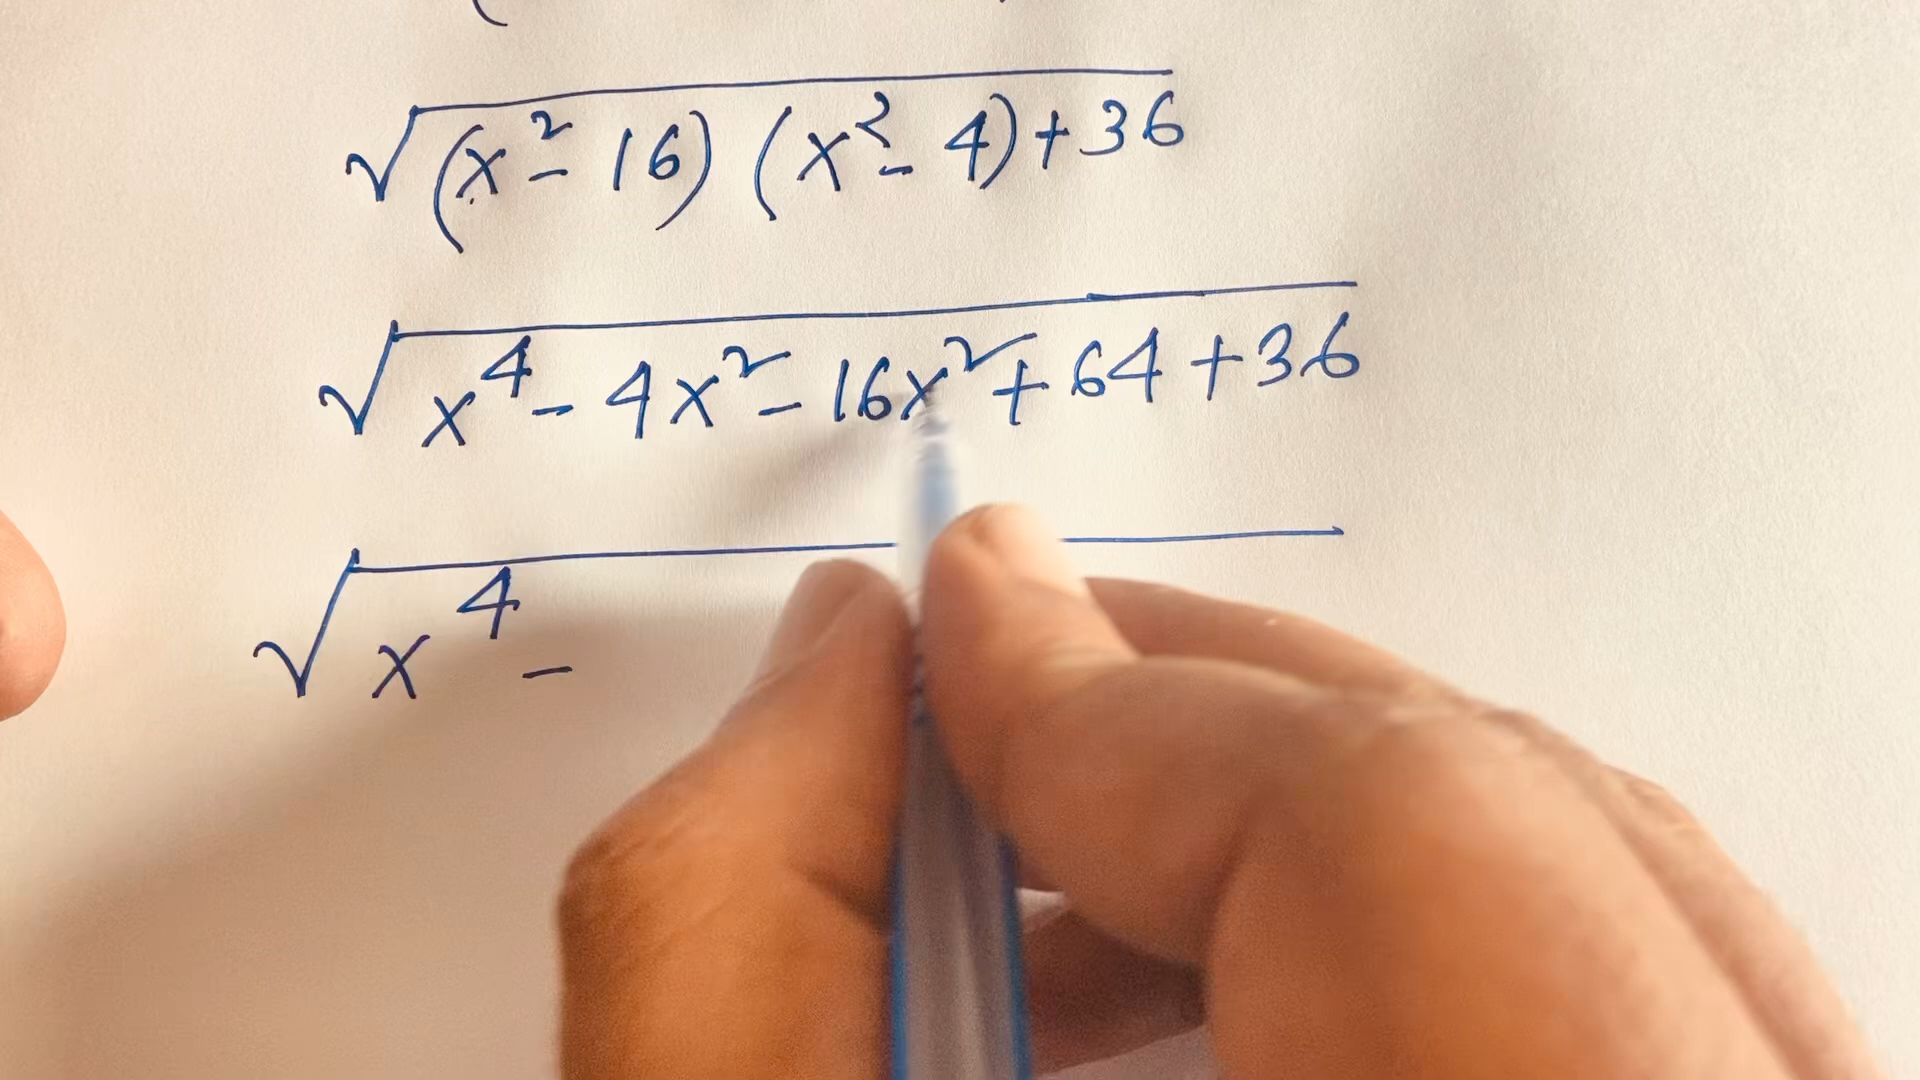 √(x² - 16) (x² - 4) + 36
√x⁴ - 4x² - 16x² + 64 + 36
√x⁴ -